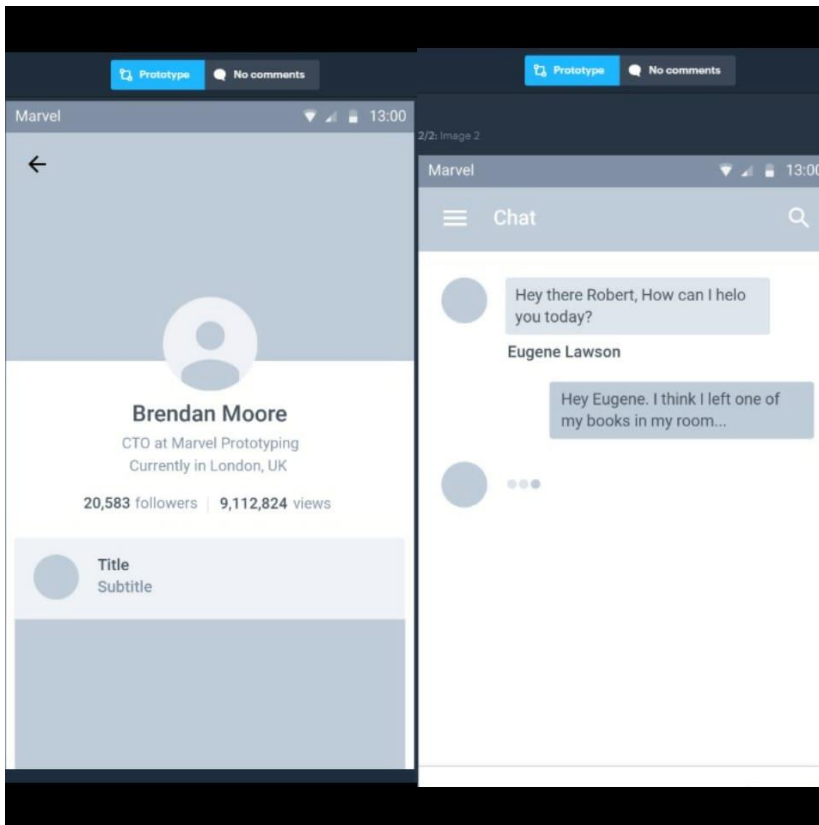 Prototype No comments
Marvel 13:00
Brendan Moore
CTO at Marvel Prototyping
Currently in London, UK
20,583 followers 9,112,824 views
Title
Subtitle
Prototype No comments
2/2: Image 2
Marvel 13:00
Chat
Hey there Robert, How can I helo
you today?
Eugene Lawson
Hey Eugene. I think I left one of
my books in my room...